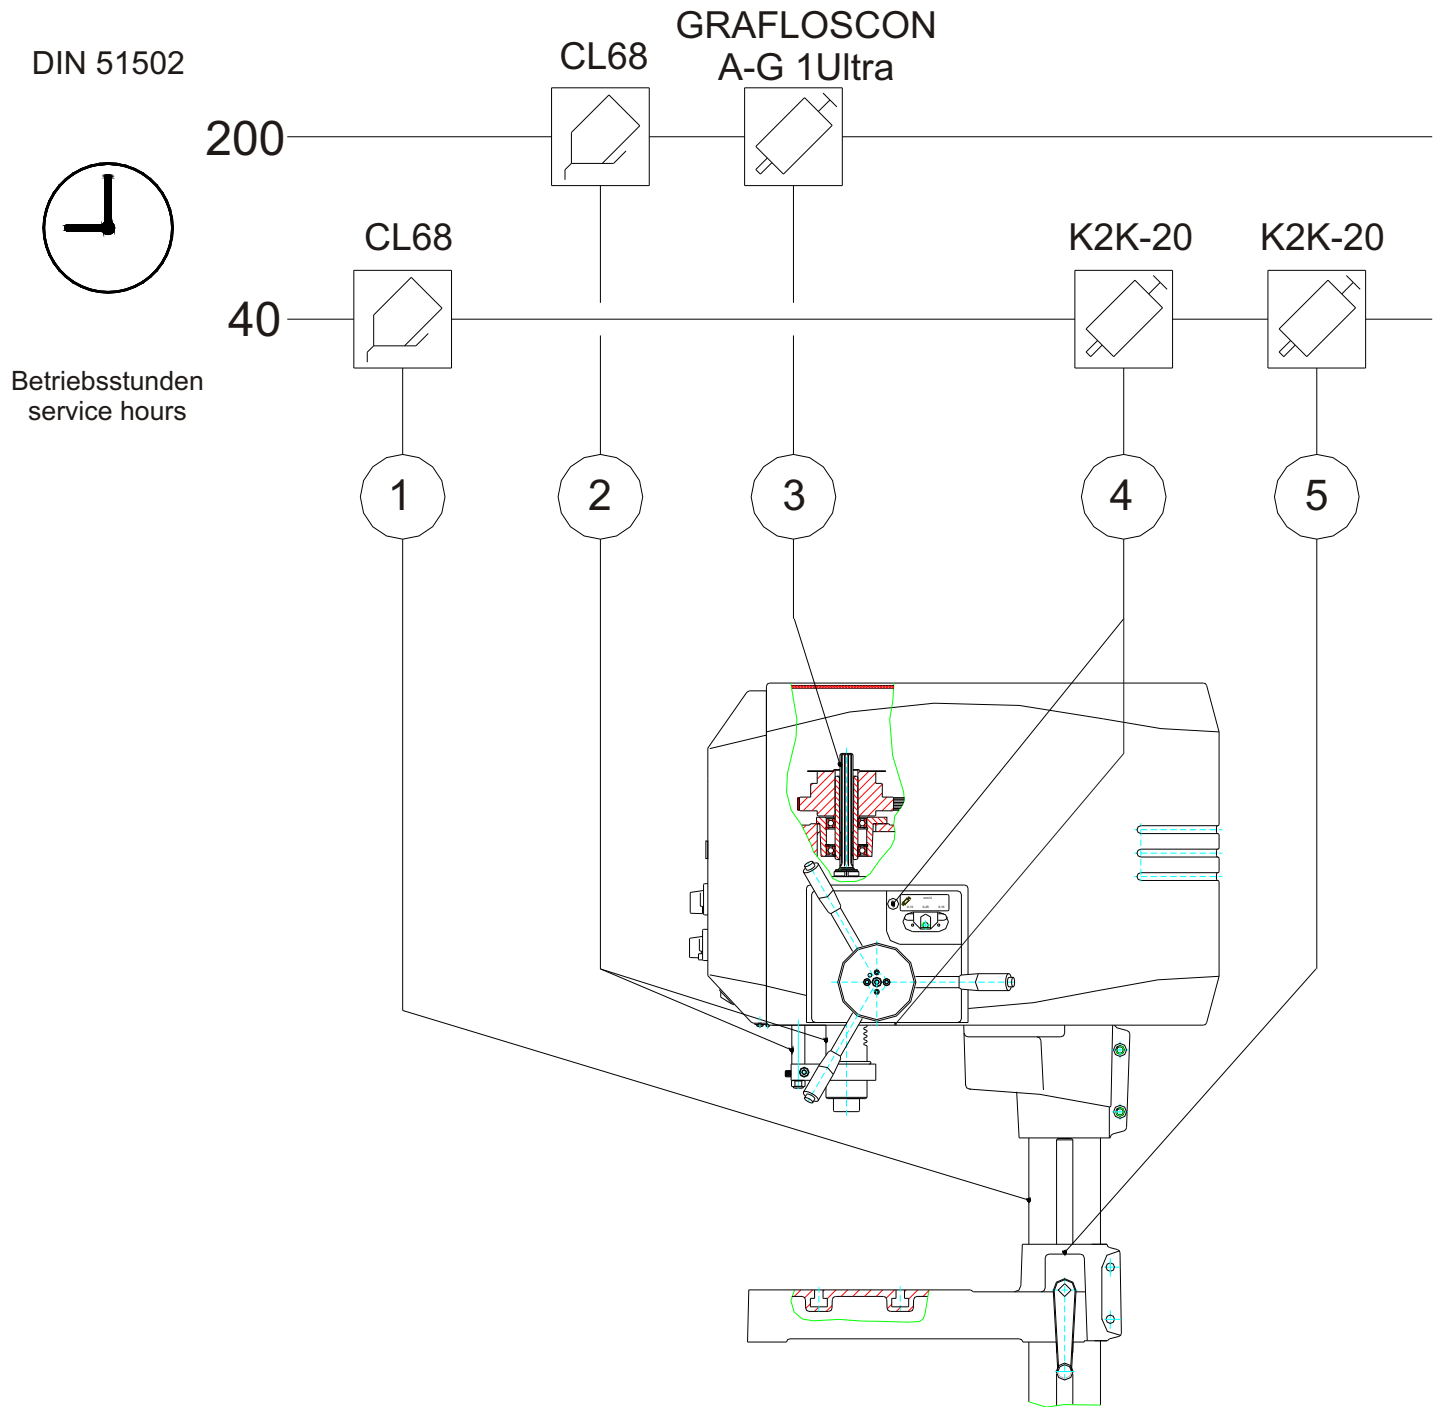 GRAFLOSCON
A-G 1Ultra
CL68
DIN 51502
200
CL68
K2K-20
K2K-20
40
Betriebsstunden
service hours
1
2
3
4
5